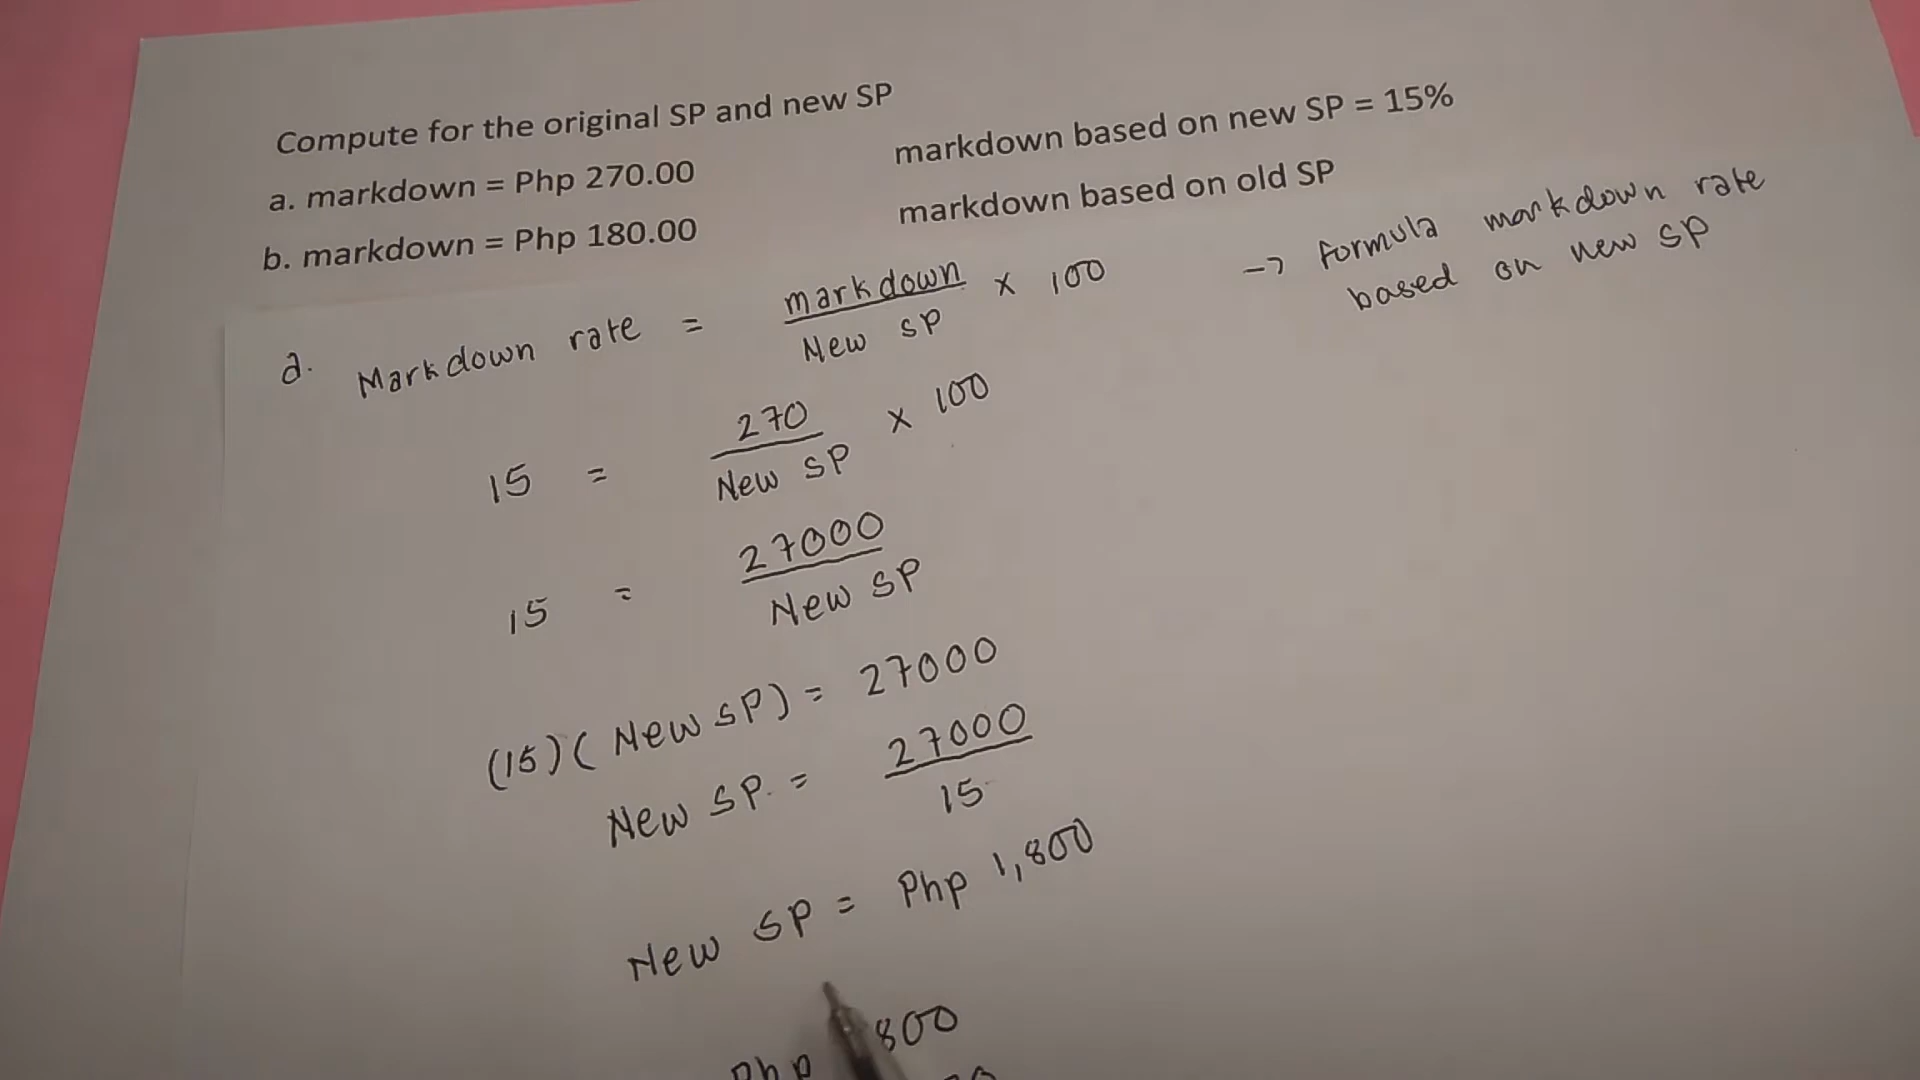 Compute for the original SP and new SP
a. markdown = Php 270.00 markdown based on new SP = 15%
b. markdown = Php 180.00 markdown based on old SP
a. Markdown rate = markdown / New SP x 100 -> formula markdown rate
based on new SP
15 = 270 / New SP x 100
15 = 27000 / New SP
(15)(New SP) = 27000
New SP. = 27000 / 15
New SP = Php 1,800
Php 800